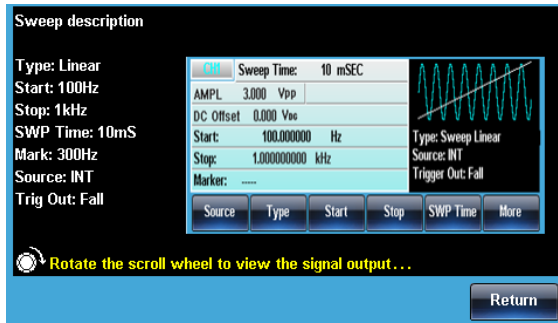 Sweep description
Type: Linear
Start: 100Hz
Stop: 1kHz
SWP Time: 10mS
Mark: 300Hz
Source: INT
Trig Out: Fall
CH1 Sweep Time: 10 mSEC
AMPL 3.000 VPP
DC Offset 0.000 VDC
Start: 100.000000 Hz
Stop: 1.000000000 kHz
Marker: ----
Type: Sweep Linear
Source: INT
Trigger Out: Fall
Source Type Start Stop SWP Time More
Rotate the scroll wheel to view the signal output...
Return